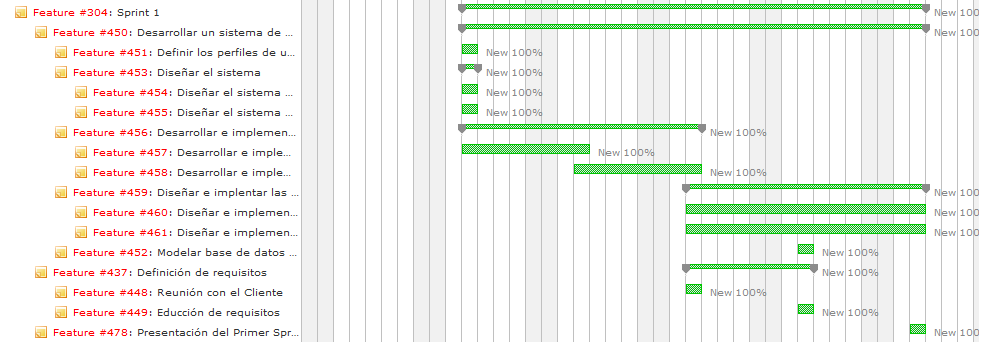 Feature #304: Sprint 1 New 100
Feature #450: Desarrollar un sistema de ... New 100
Feature #451: Definir los perfiles de u... New 100%
Feature #453: Diseñar el sistema New 100%
Feature #454: Diseñar el sistema ... New 100%
Feature #455: Diseñar el sistema ... New 100%
Feature #456: Desarrollar e implemen... New 100%
Feature #457: Desarrollar e imple... New 100%
Feature #458: Desarrollar e imple... New 100%
Feature #459: Diseñar e implentar las ... New 100
Feature #460: Diseñar e implemen... New 100
Feature #461: Diseñar e implemen... New 100
Feature #452: Modelar base de datos ... New 100%
Feature #437: Definición de requisitos New 100%
Feature #448: Reunión con el Cliente New 100%
Feature #449: Educción de requisitos New 100%
Feature #478: Presentación del Primer Spr... New 100